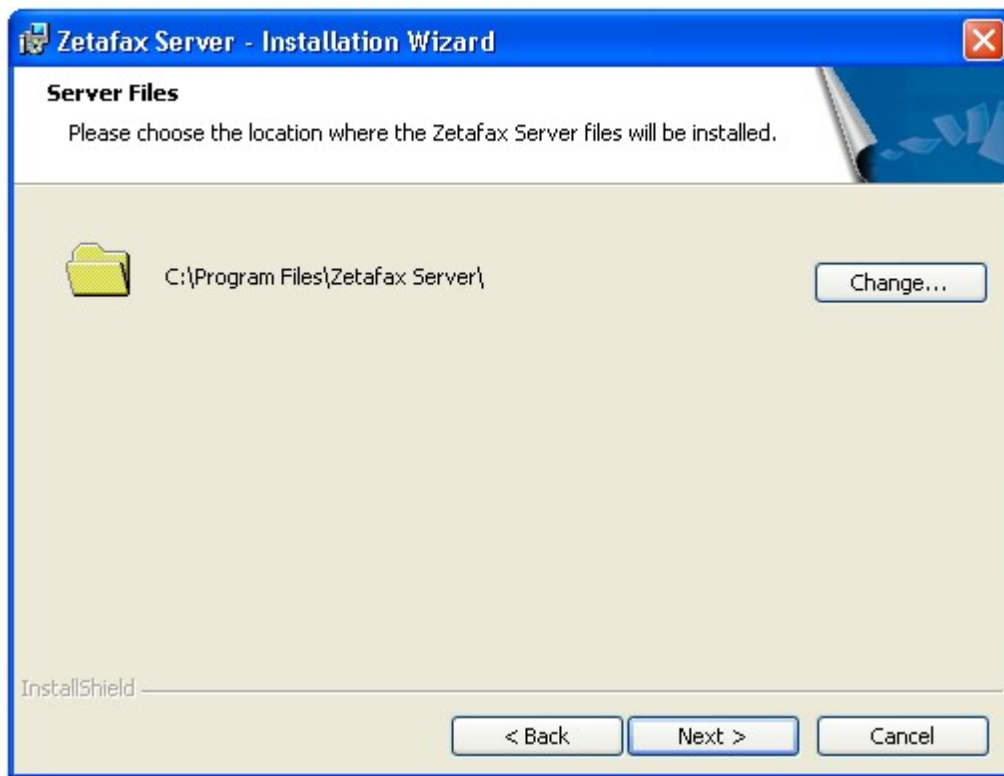 Zetafax Server - Installation Wizard
Server Files
Please choose the location where the Zetafax Server files will be installed.
C:\Program Files\Zetafax Server\
Change...
InstallShield
< Back
Next >
Cancel